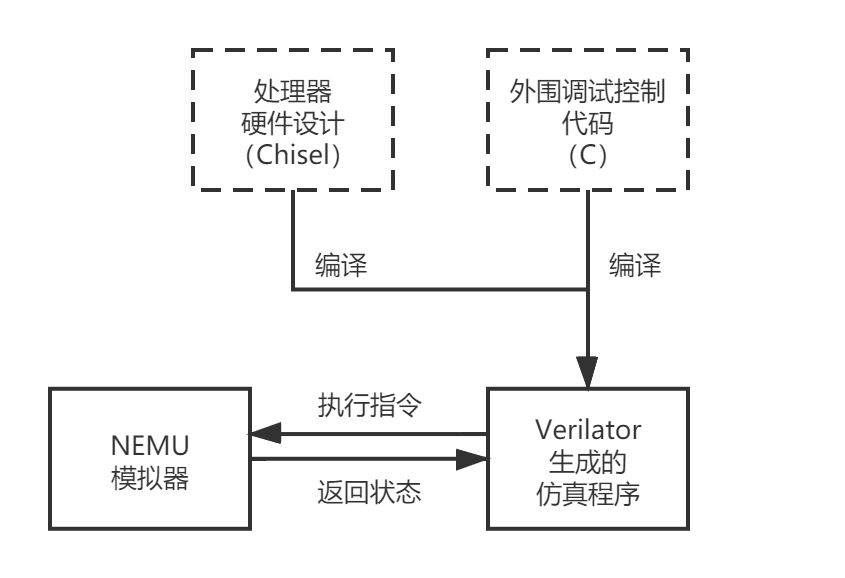 处理器
硬件设计
（Chisel）
外围调试控制
代码
（C）
编译
编译
执行指令
NEMU
模拟器
返回状态
Verilator
生成的
仿真程序